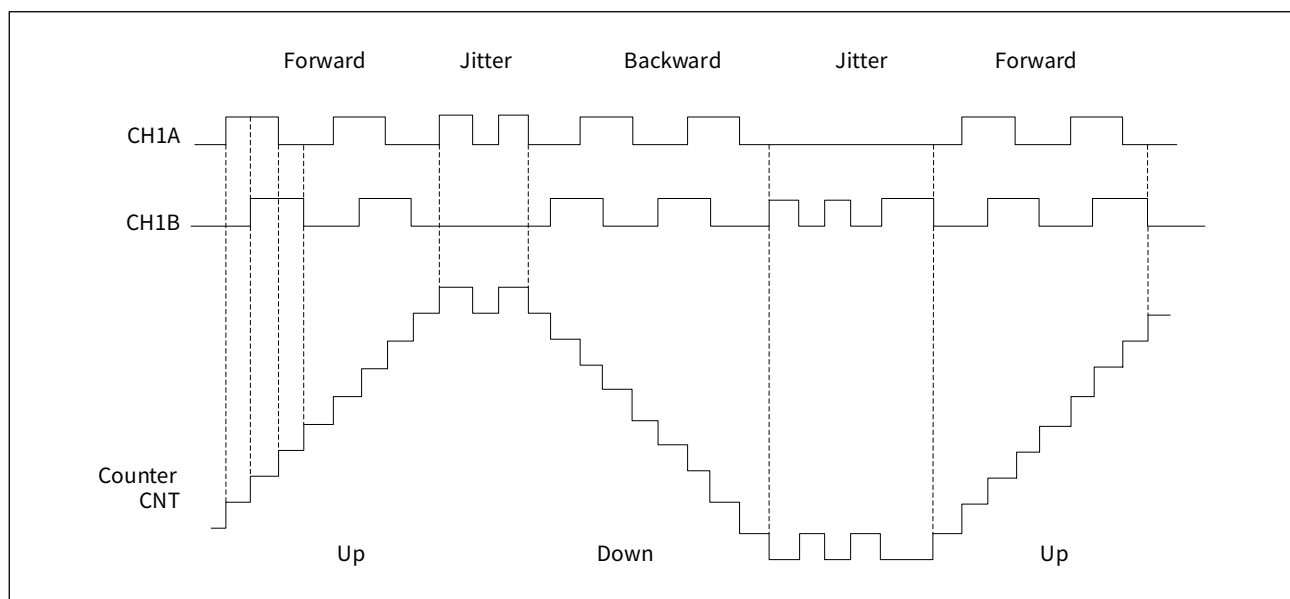 Forward Jitter Backward Jitter Forward
CH1A
CH1B
Counter
CNT
Up Down Up